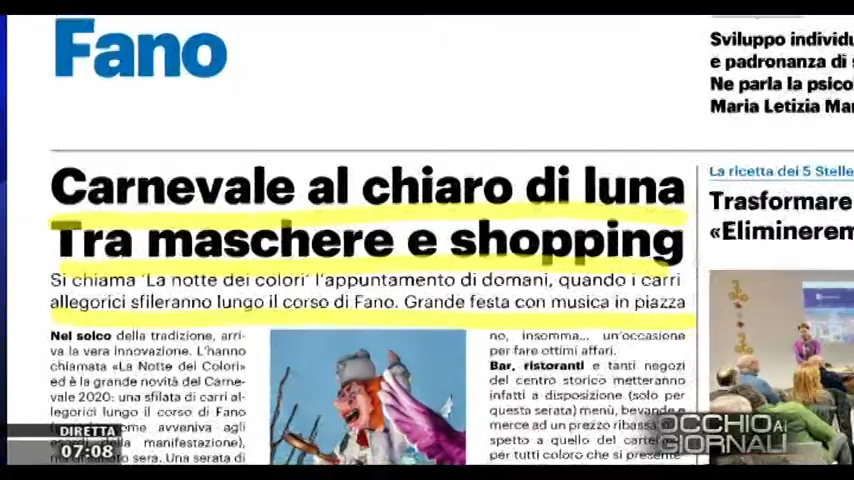 Fano
Sviluppo individu
e padronanza di s
Ne parla la psico
Maria Letizia Mar
Carnevale al chiaro di luna
Tra maschere e shopping
Si chiama 'La notte dei colori' l'appuntamento di domani, quando i carri
allegorici sfileranno lungo il corso di Fano. Grande festa con musica in piazza
La ricetta dei 5 Stelle
Trasformare
«Eliminerem
Nel solco della tradizione, arri-
va la vera innovazione. L'hanno
chiamata «La Notte dei Colori»
ed è la grande novità del Carne-
vale 2020: una sfilata di carri al-
legorici lungo il corso di Fano
come avveniva agli
della manifestazione),
sera. Una serata di
no, insomma... un'occasione
per fare ottimi affari.
Bar, ristoranti e tanti negozi
del centro storico metteranno
infatti a disposizione (solo per
questa serata) menù, bevande e
merce ad un prezzo ribassa
spetto a quello del carte
per tutti coloro che si prese
DIRETTA
07:08
OCCHIO AI
GIORNALI